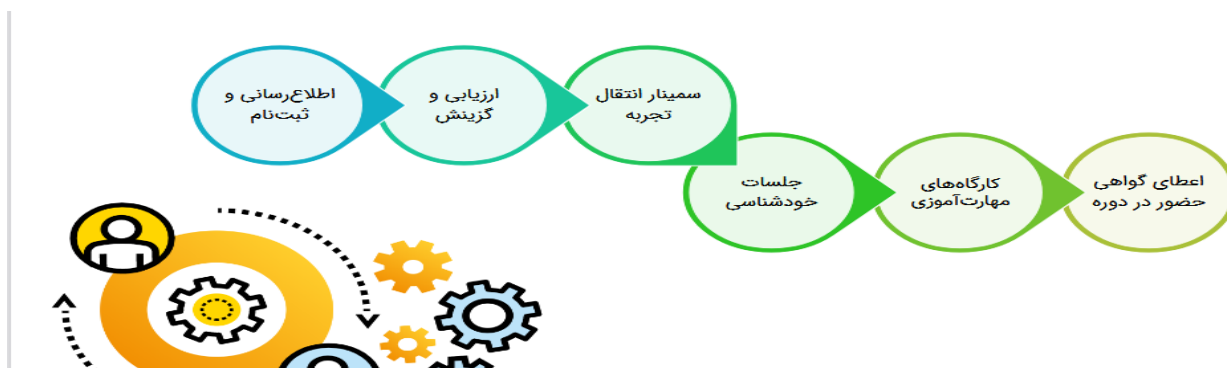 اطلاع‌رسانی و
ثبت‌نام
ارزیابی و
گزینش
سمینار انتقال
تجربه
جلسات
خودشناسی
کارگاه‌های
مهارت‌آموزی
اعطای گواهی
حضور در دوره